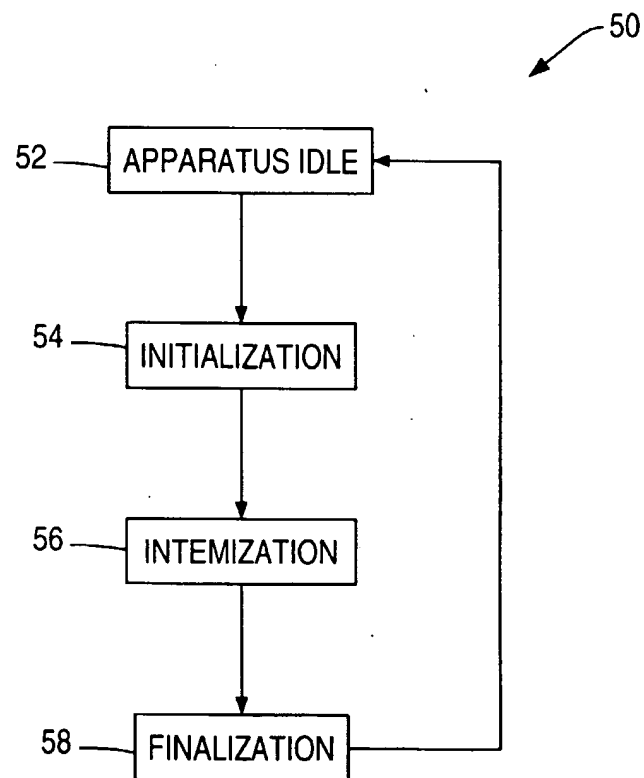 50
52 APPARATUS IDLE
54 INITIALIZATION
56 INTEMIZATION
58 FINALIZATION